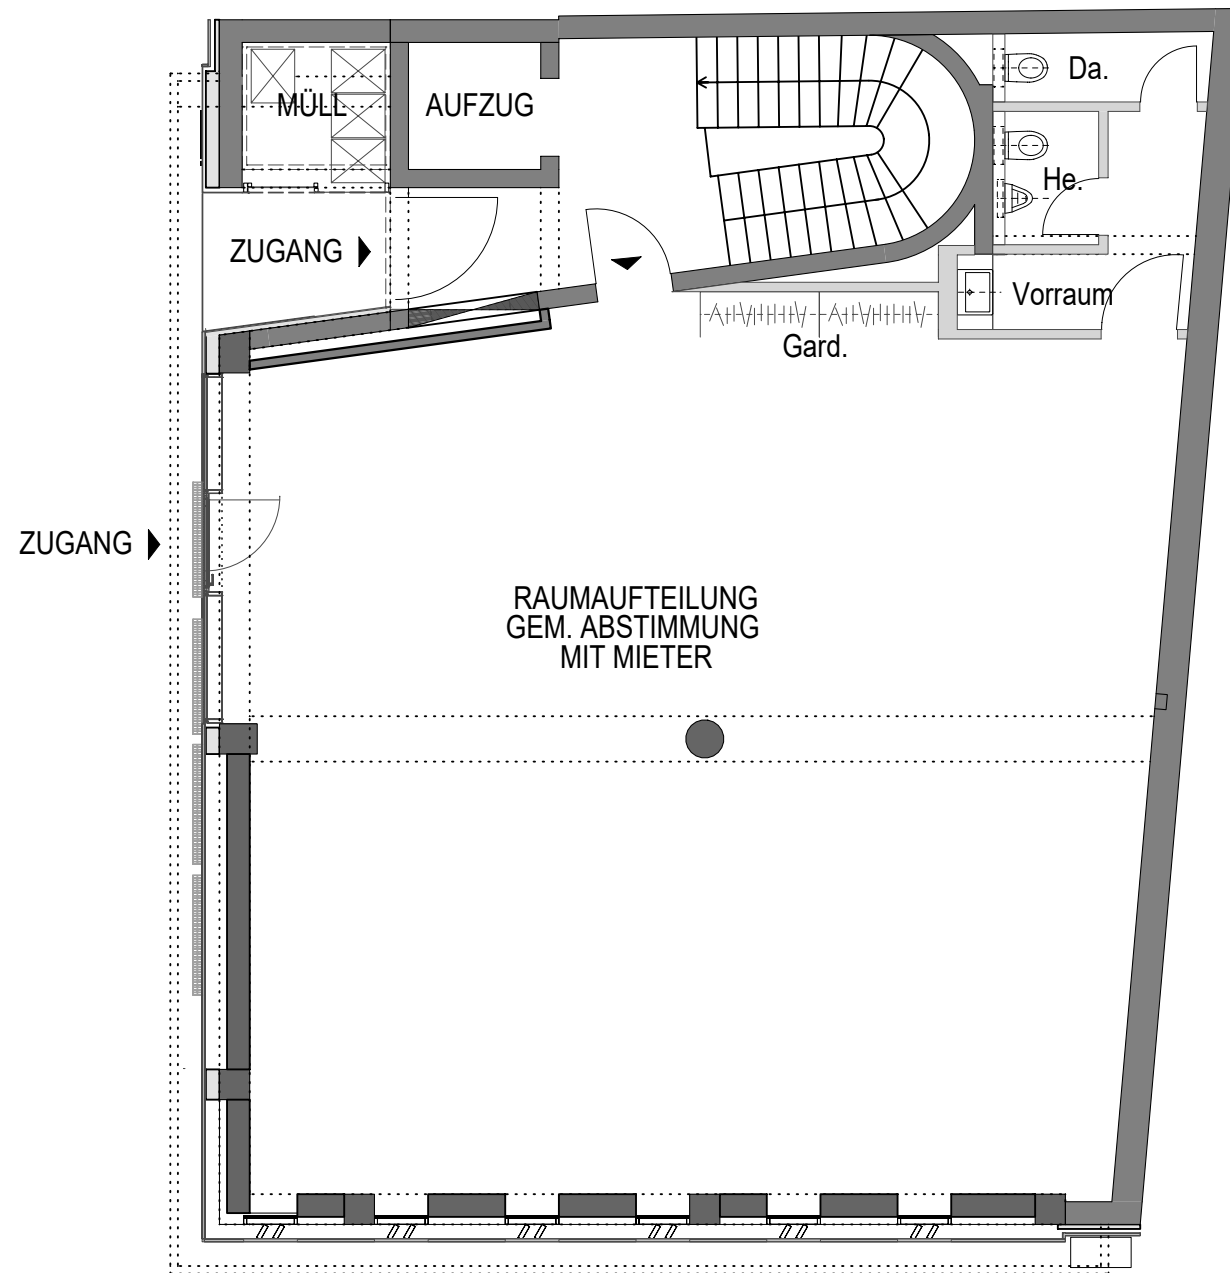 Da.
MÜLL
AUFZUG
He.
ZUGANG
Vorraum
Gard.
ZUGANG
RAUMAUFTEILUNG
GEM. ABSTIMMUNG
MIT MIETER